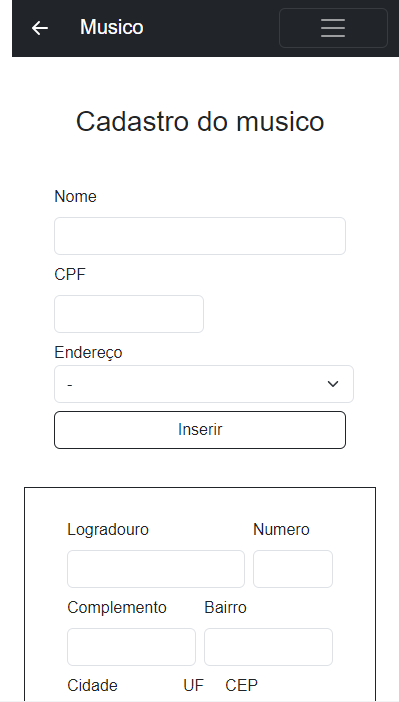 Musico
Cadastro do musico
Nome
CPF
Endereço
-
Inserir
Logradouro Numero
Complemento Bairro
Cidade UF CEP